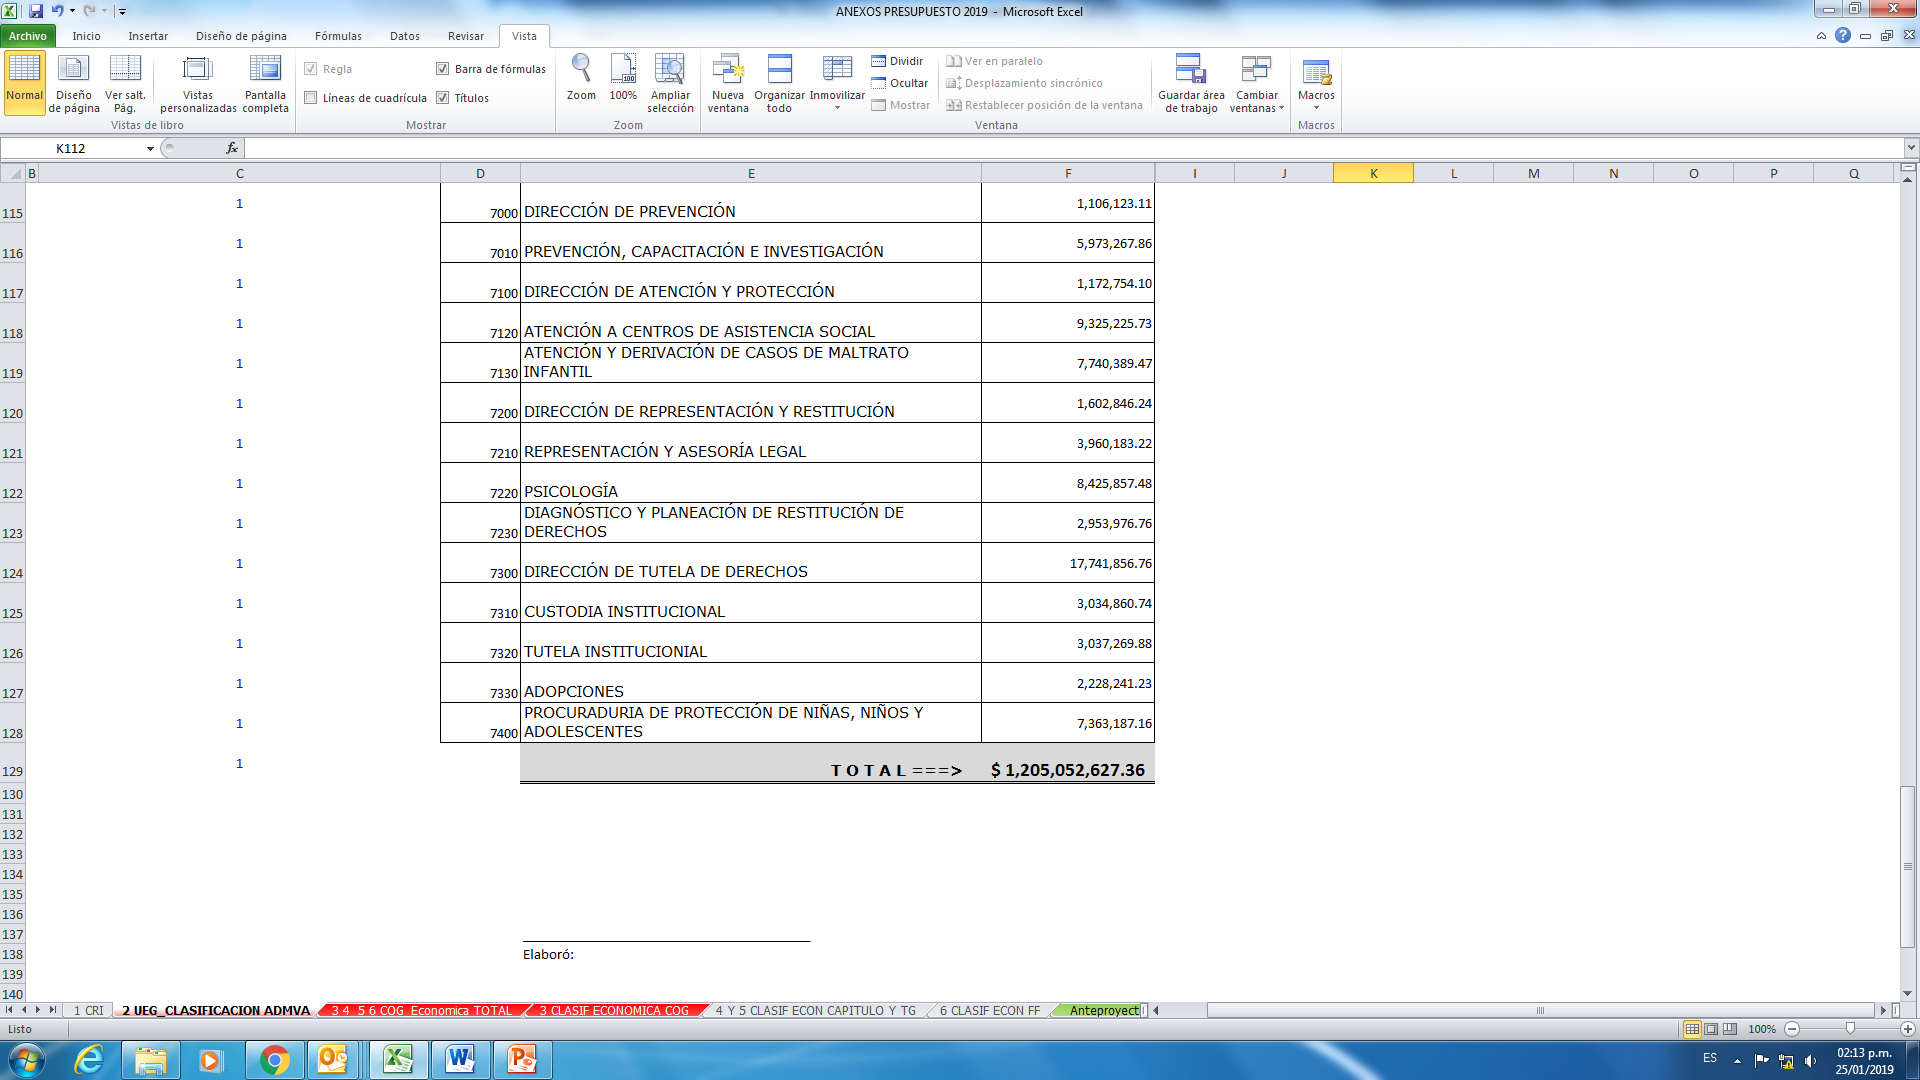 ANEXOS PRESUPUESTO 2019 - Microsoft Excel
Archivo Inicio Insertar Diseño de página Fórmulas Datos Revisar Vista
Normal Diseño de página Ver salt. Pág. Vistas personalizadas Pantalla completa
Vistas de libro
Regla Barra de fórmulas
Líneas de cuadrícula Títulos
Mostrar
Zoom 100% Ampliar selección
Zoom
Nueva ventana Organizar todo Inmovilizar
Dividir
Ocultar
Mostrar
Ver en paralelo
Desplazamiento sincrónico
Restablecer posición de la ventana
Guardar área de trabajo Cambiar ventanas
Ventana
Macros
Macros
K112 fx
B C D E F I J K L M N O P Q
115 1 7000 DIRECCIÓN DE PREVENCIÓN 1,106,123.11
116 1 7010 PREVENCIÓN, CAPACITACIÓN E INVESTIGACIÓN 5,973,267.86
117 1 7100 DIRECCIÓN DE ATENCIÓN Y PROTECCIÓN 1,172,754.10
118 1 7120 ATENCIÓN A CENTROS DE ASISTENCIA SOCIAL 9,325,225.73
119 1 7130 ATENCIÓN Y DERIVACIÓN DE CASOS DE MALTRATO INFANTIL 7,740,389.47
120 1 7200 DIRECCIÓN DE REPRESENTACIÓN Y RESTITUCIÓN 1,602,846.24
121 1 7210 REPRESENTACIÓN Y ASESORÍA LEGAL 3,960,183.22
122 1 7220 PSICOLOGÍA 8,425,857.48
123 1 7230 DIAGNÓSTICO Y PLANEACIÓN DE RESTITUCIÓN DE DERECHOS 2,953,976.76
124 1 7300 DIRECCIÓN DE TUTELA DE DERECHOS 17,741,856.76
125 1 7310 CUSTODIA INSTITUCIONAL 3,034,860.74
126 1 7320 TUTELA INSTITUCIONIAL 3,037,269.88
127 1 7330 ADOPCIONES 2,228,241.23
128 1 7400 PROCURADURIA DE PROTECCIÓN DE NIÑAS, NIÑOS Y ADOLESCENTES 7,363,187.16
129 1 T O T A L ===> $ 1,205,052,627.36
130
131
132
133
134
135
136
137
138 Elaboró:
139
140
1 CRI 2 UEG_CLASIFICACION ADMVA 3 4 5 6 COG Economica TOTAL 3 CLASIF ECONOMICA COG 4 Y 5 CLASIF ECON CAPITULO Y TG 6 CLASIF ECON FF Anteproyect
Listo 100%
ES 02:13 p.m.
25/01/2019